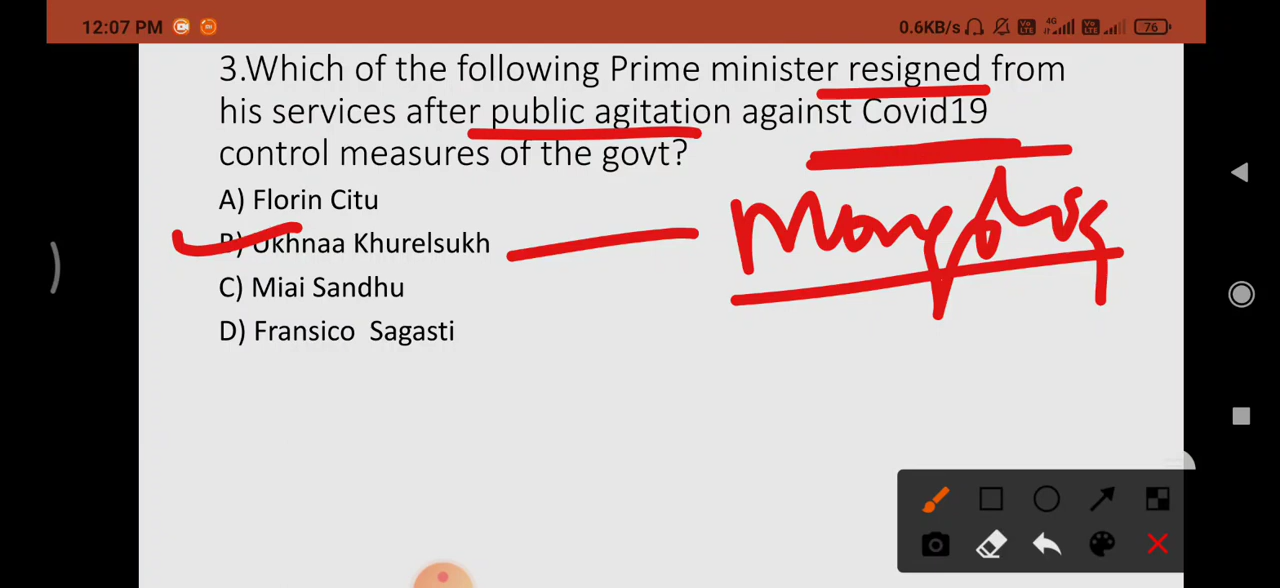 12:07 PM 0.6KB/s 4G 76
3.Which of the following Prime minister resigned from
his services after public agitation against Covid19
control measures of the govt?
A) Florin Citu
B) Ukhnaa Khurelsukh
Mongolia
C) Miai Sandhu
D) Fransico Sagasti